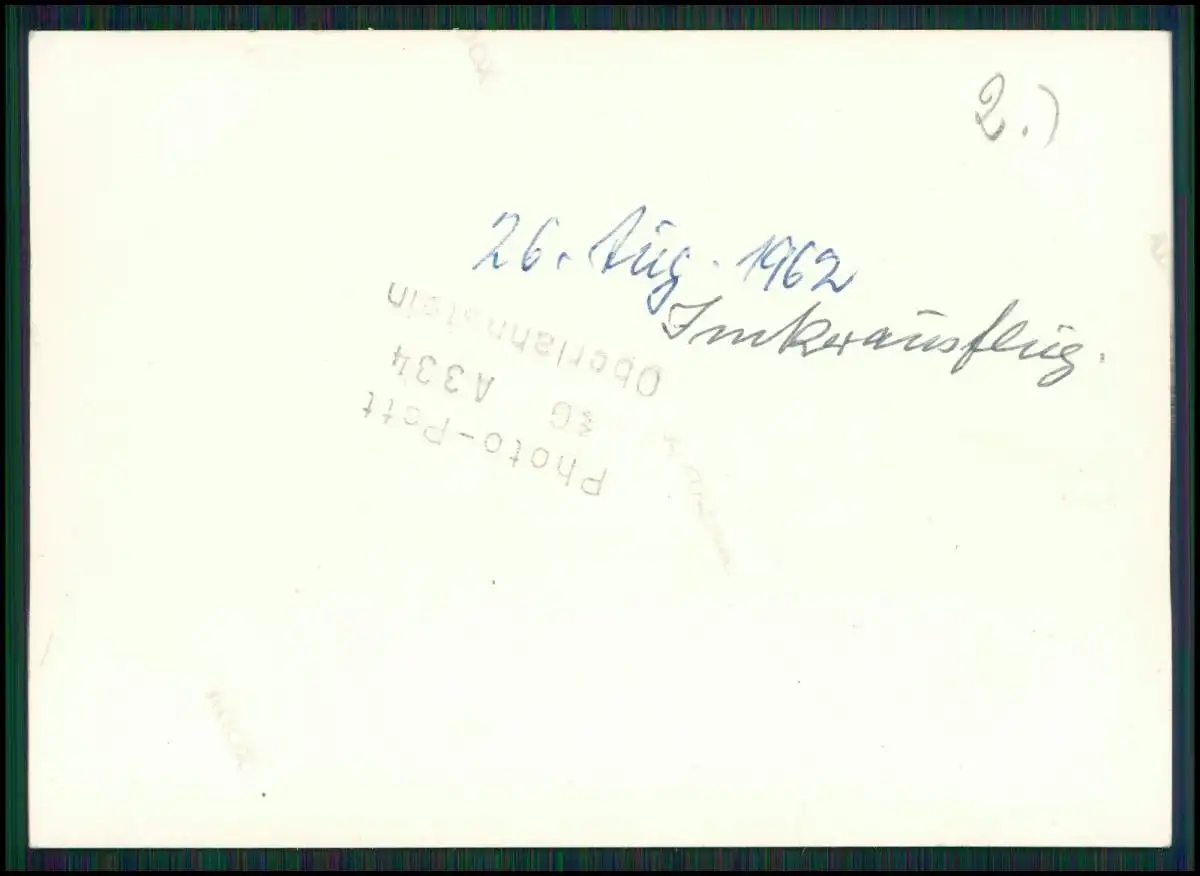 2.)
26. Aug. 1962
Imkerausflug.
Photo-Pott
A334
Oberlahnstein